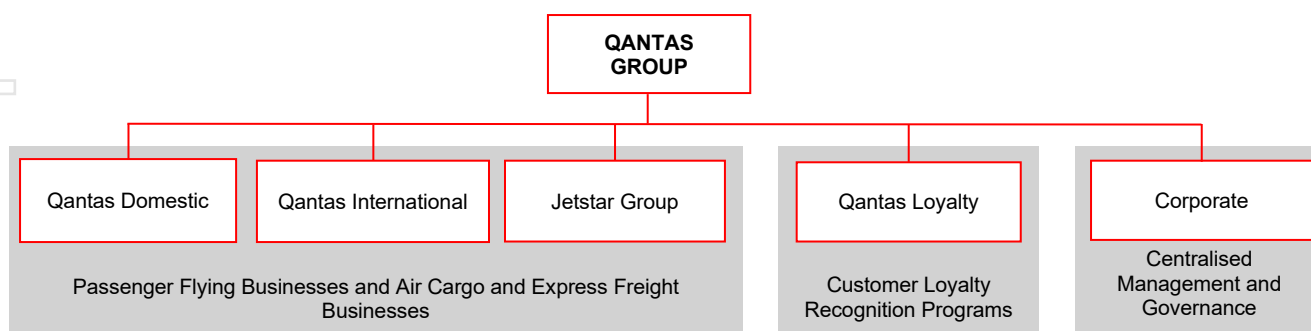 QANTAS
GROUP
Qantas Domestic
Qantas International
Jetstar Group
Qantas Loyalty
Corporate
Passenger Flying Businesses and Air Cargo and Express Freight
Businesses
Customer Loyalty
Recognition Programs
Centralised
Management and
Governance